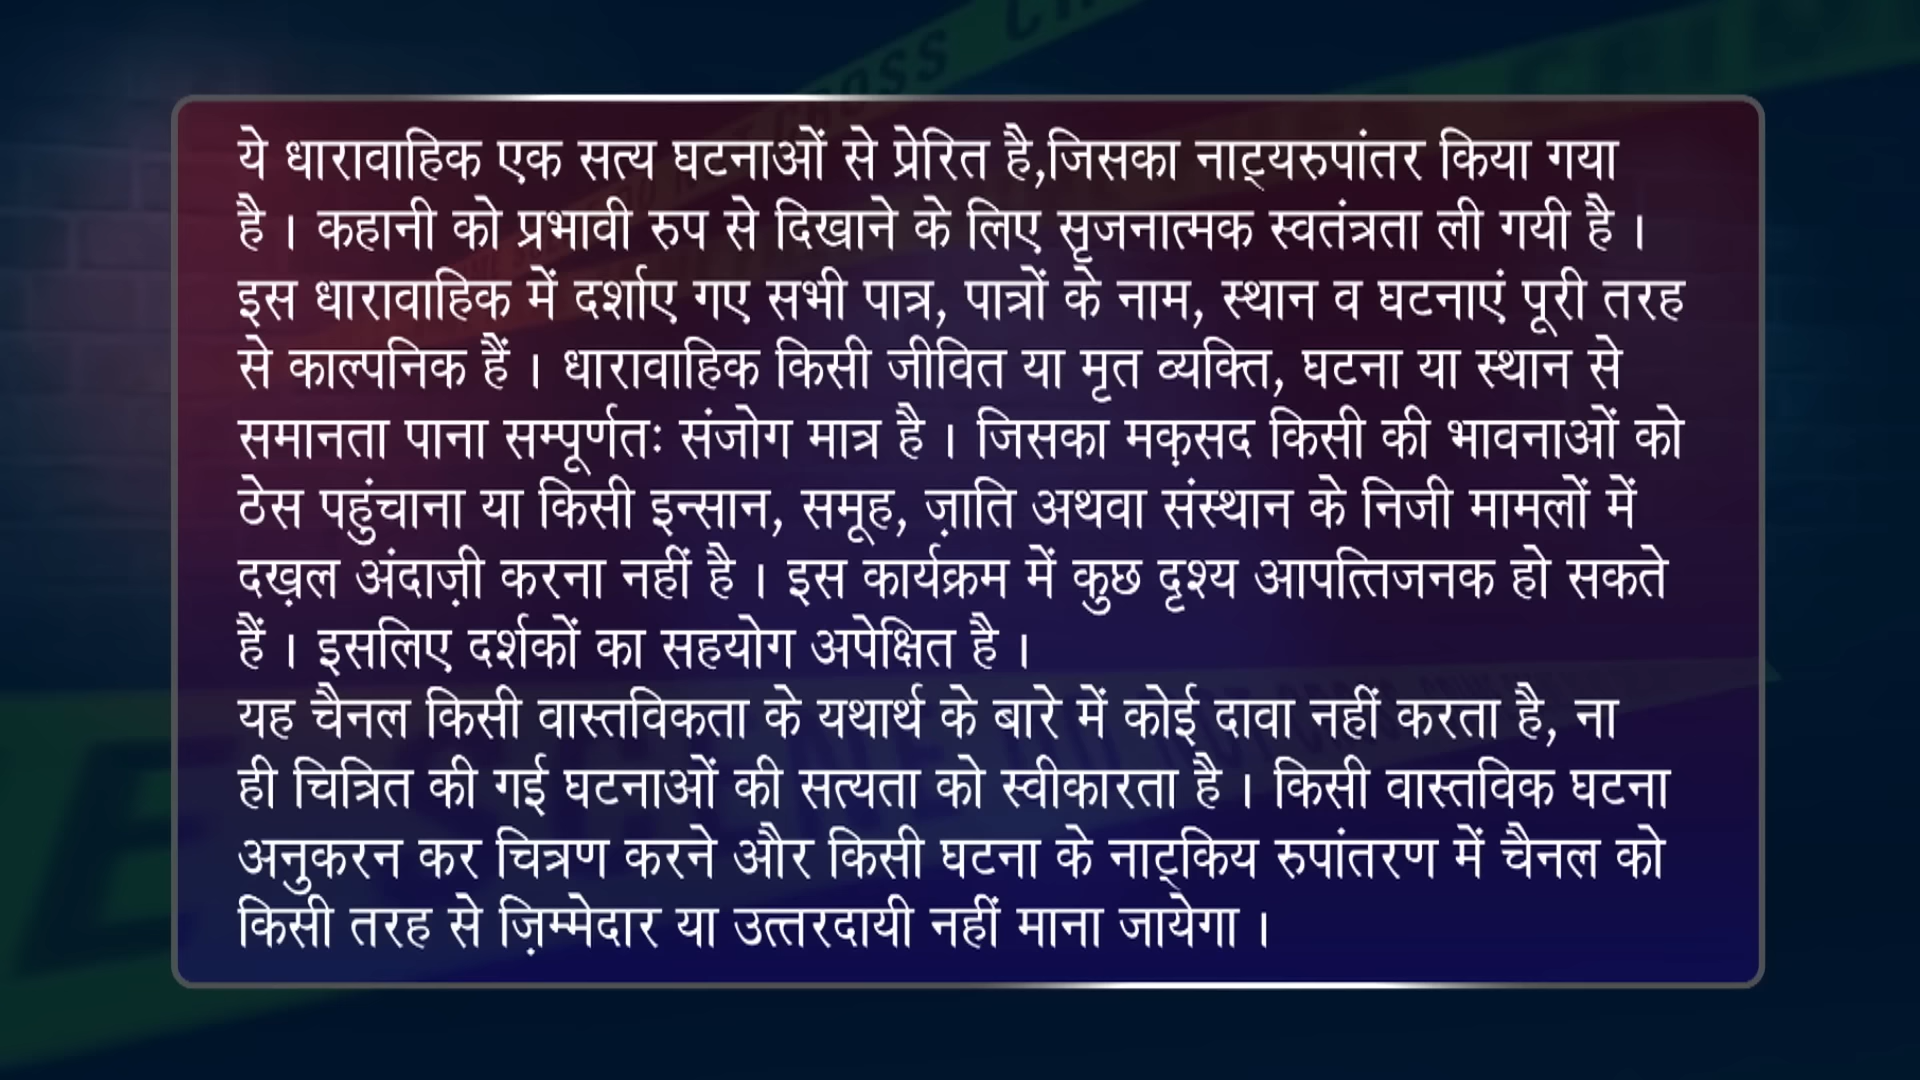 ये धारावाहिक एक सत्य घटनाओं से प्रेरित है,जिसका नाट्यरुपांतर किया गया
है । कहानी को प्रभावी रुप से दिखाने के लिए सृजनात्मक स्वतंत्रता ली गयी है ।
इस धारावाहिक में दर्शाए गए सभी पात्र, पात्रों के नाम, स्थान व घटनाएं पूरी तरह
से काल्पनिक हैं । धारावाहिक किसी जीवित या मृत व्यक्ति, घटना या स्थान से
समानता पाना सम्पूर्णतः संजोग मात्र है । जिसका मक़सद किसी की भावनाओं को
ठेस पहुंचाना या किसी इन्सान, समूह, ज़ाति अथवा संस्थान के निजी मामलों में
दख़ल अंदाज़ी करना नहीं है । इस कार्यक्रम में कुछ दृश्य आपत्तिजनक हो सकते
हैं । इसलिए दर्शकों का सहयोग अपेक्षित है ।
यह चैनल किसी वास्तविकता के यथार्थ के बारे में कोई दावा नहीं करता है, ना
ही चित्रित की गई घटनाओं की सत्यता को स्वीकारता है । किसी वास्तविक घटना
अनुकरन कर चित्रण करने और किसी घटना के नाट्किय रुपांतरण में चैनल को
किसी तरह से ज़िम्मेदार या उत्तरदायी नहीं माना जायेगा ।